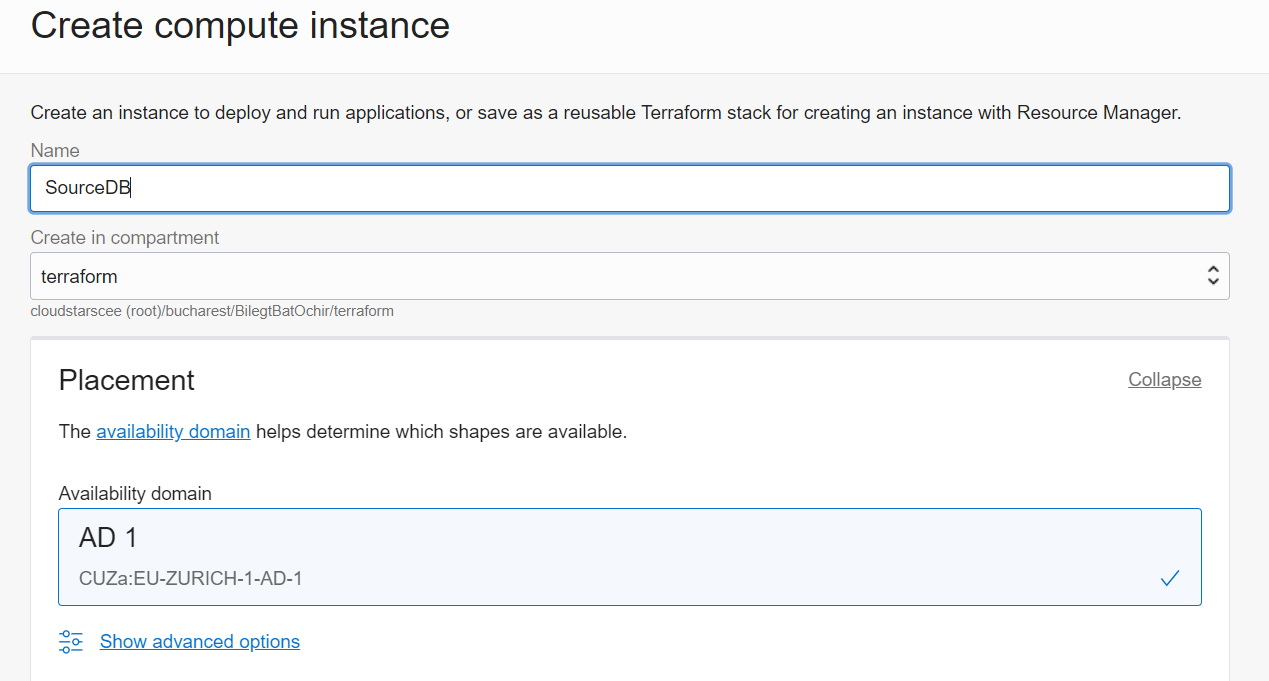 Create compute instance
Create an instance to deploy and run applications, or save as a reusable Terraform stack for creating an instance with Resource Manager.
Name
SourceDB
Create in compartment
terraform
cloudstarscee (root)/bucharest/BilegtBatOchir/terraform
Placement
Collapse
The availability domain helps determine which shapes are available.
Availability domain
AD 1
CUZa:EU-ZURICH-1-AD-1
Show advanced options